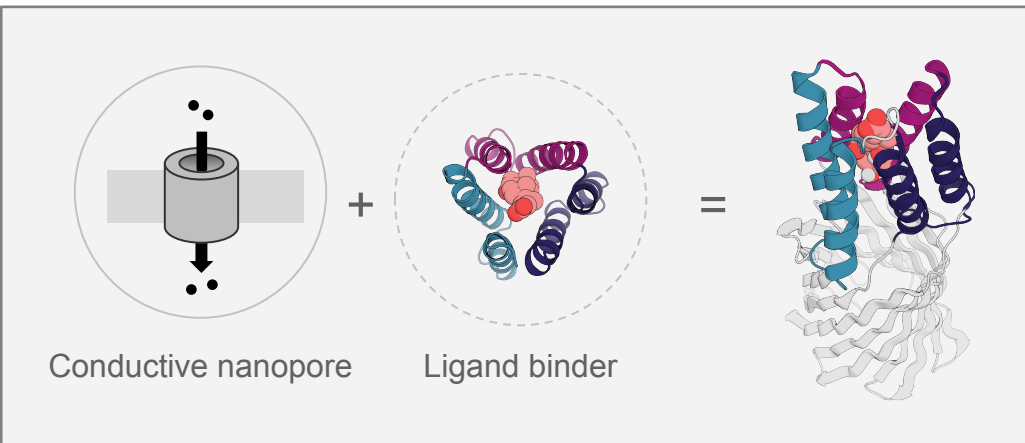 +
=
Conductive nanopore
Ligand binder